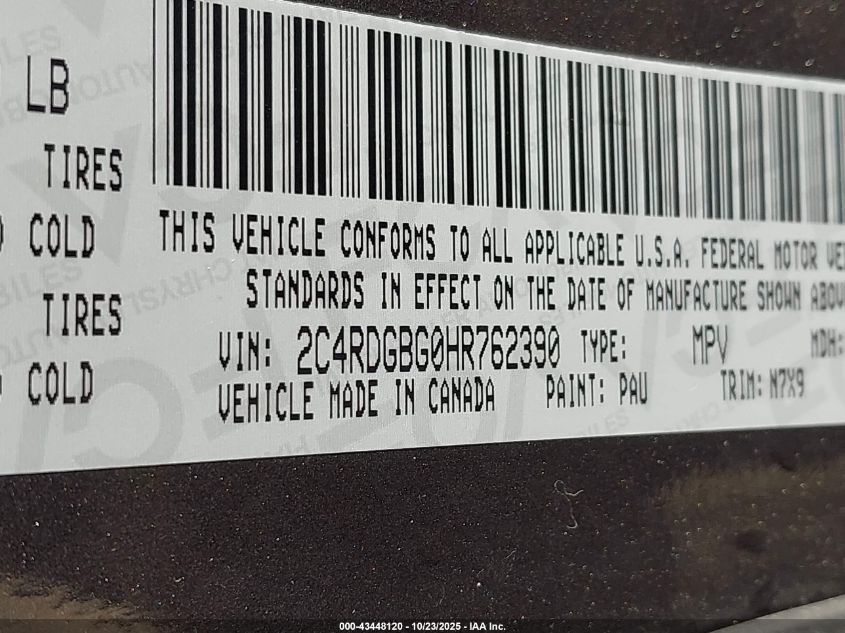 LB
TIRES
COLD
TIRES
COLD
THIS VEHICLE CONFORMS TO ALL APPLICABLE U.S.A. FEDERAL MOTOR
STANDARDS IN EFFECT ON THE DATE OF MANUFACTURE SHOWN
VIN: 2C4RDGBG0HR762390 TYPE: MPV MDH:
VEHICLE MADE IN CANADA PAINT: PAU TRIM: N7X9
000-43448120 - 10/23/2025 - IAA Inc.